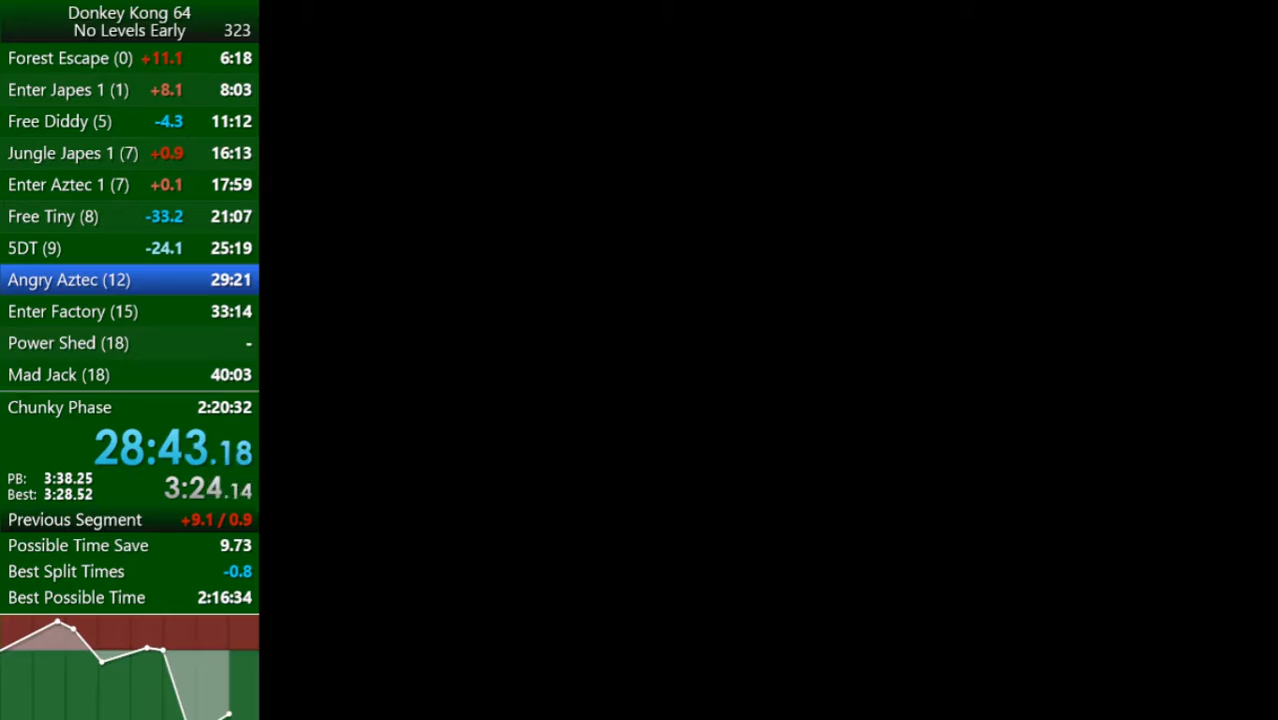 Donkey Kong 64
No Levels Early 323
Forest Escape (0) +11.1 6:18
Enter Japes 1 (1) +8.1 8:03
Free Diddy (5) -4.3 11:12
Jungle Japes 1 (7) +0.9 16:13
Enter Aztec 1 (7) +0.1 17:59
Free Tiny (8) -33.2 21:07
5DT (9) -24.1 25:19
Angry Aztec (12) 29:21
Enter Factory (15) 33:14
Power Shed (18) -
Mad Jack (18) 40:03
Chunky Phase 2:20:32
28:43.18
PB: 3:38.25
Best: 3:28.52
3:24.14
Previous Segment +9.1 / 0.9
Possible Time Save 9.73
Best Split Times -0.8
Best Possible Time 2:16:34